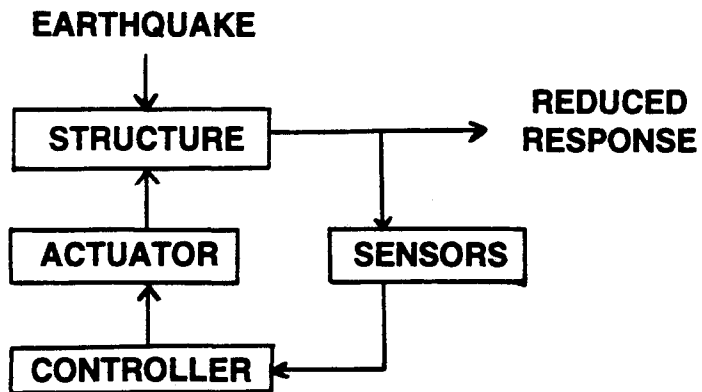 EARTHQUAKE
STRUCTURE
REDUCED
RESPONSE
ACTUATOR
SENSORS
CONTROLLER